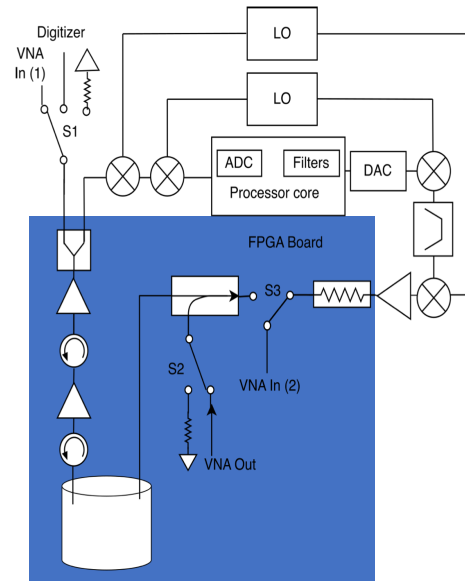 Digitizer
VNA
In (1)
S1
LO
LO
ADC
Filters
Processor core
DAC
FPGA Board
S3
S2
VNA In (2)
VNA Out